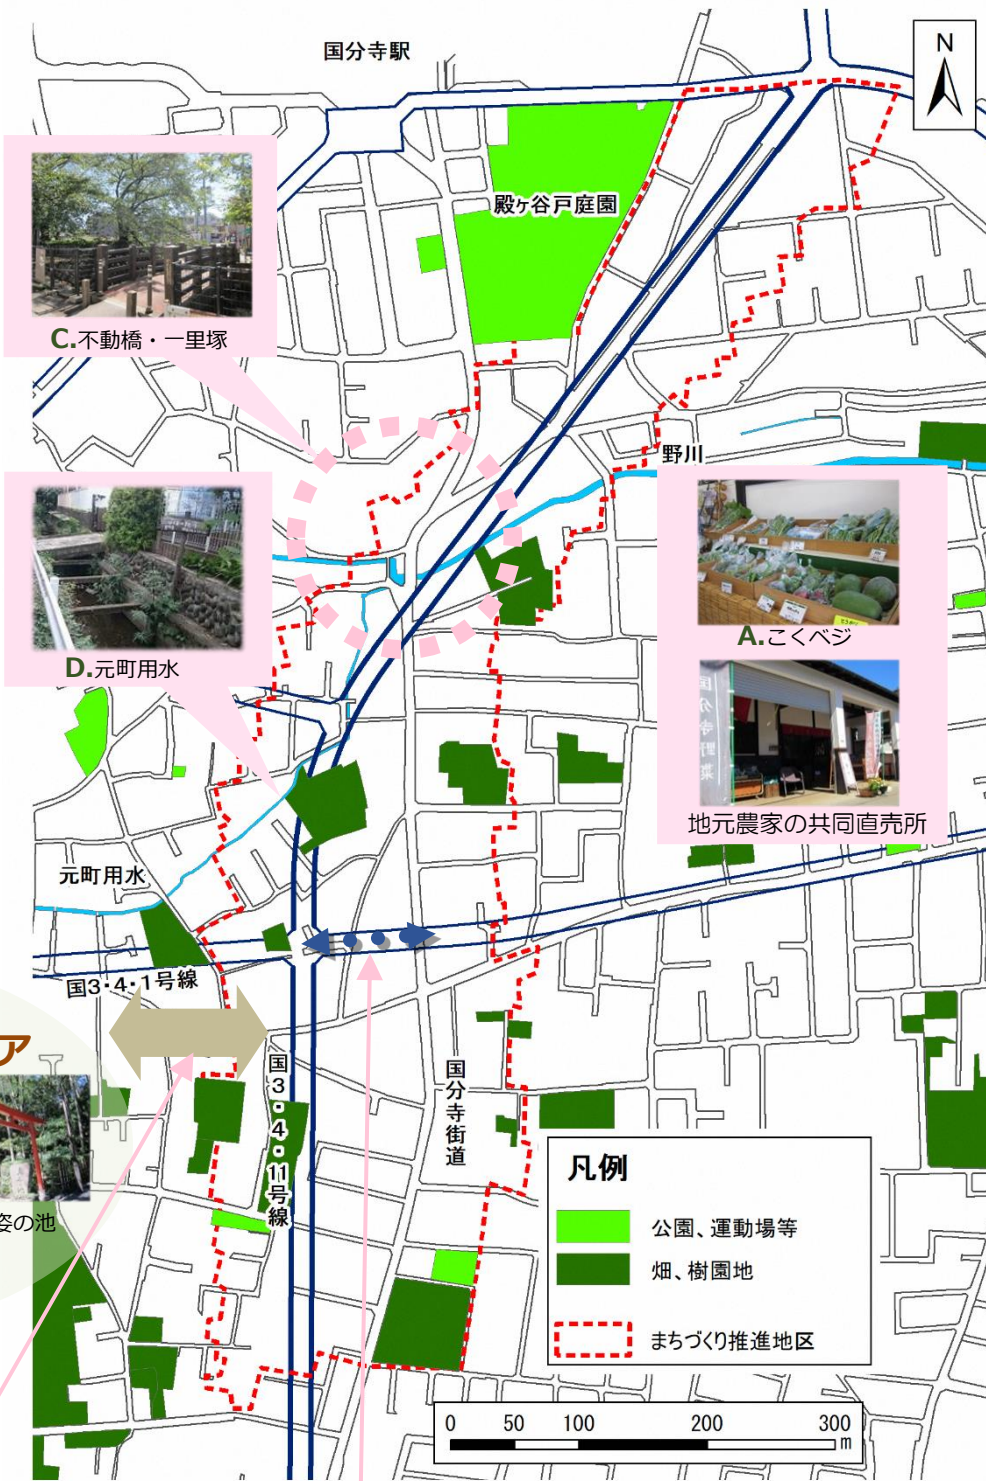 国分寺駅
N
殿ヶ谷戸庭園
C.不動橋・一里塚
野川
D.元町用水
A.こくベジ
地元農家の共同直売所
元町用水
国3・4・1号線
ア
姿の池
国3・4・11号線
国分寺街道
凡例
公園、運動場等
畑、樹園地
まちづくり推進地区
0 50 100 200 300
m